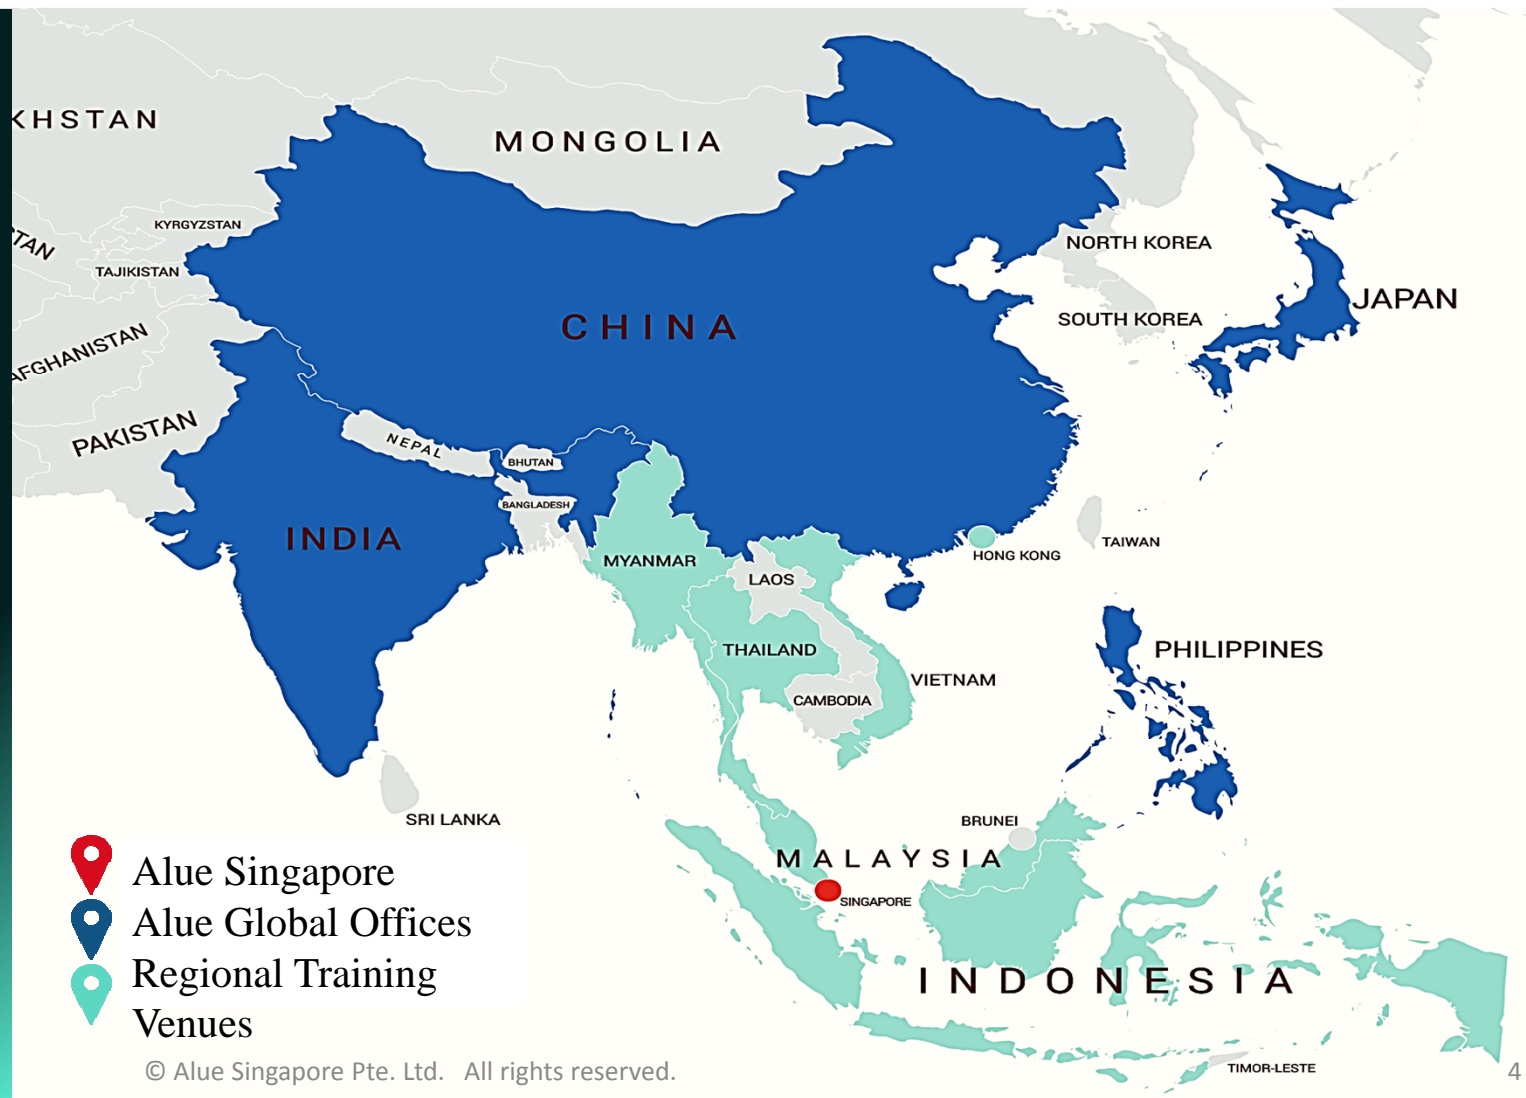 KHSTAN
MONGOLIA
KYRGYZSTAN
TAN
TAJIKISTAN
NORTH KOREA
JAPAN
SOUTH KOREA
CHINA
AFGHANISTAN
PAKISTAN
NEPAL
BHUTAN
BANGLADESH
INDIA
TAIWAN
HONG KONG
MYANMAR
LAOS
THAILAND
PHILIPPINES
VIETNAM
CAMBODIA
SRI LANKA
BRUNEI
MALAYSIA
SINGAPORE
INDONESIA
TIMOR-LESTE
Alue Singapore
Alue Global Offices
Regional Training
Venues
© Alue Singapore Pte. Ltd. All rights reserved.
4